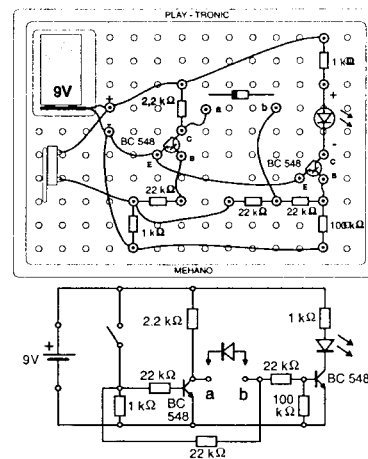 PLAY - TRONIC
1 kΩ
2.2 kΩ
9V
+
+
a
b
-
C
BC 548
E
B
-
C
BC 548
E
B
22 kΩ
22 kΩ
22 kΩ
1 kΩ
100 kΩ
MEHANO
2.2 kΩ
1 kΩ
9V
+
22 kΩ
22 kΩ
BC 548
a
b
1 kΩ
BC 548
100 kΩ
22 kΩ